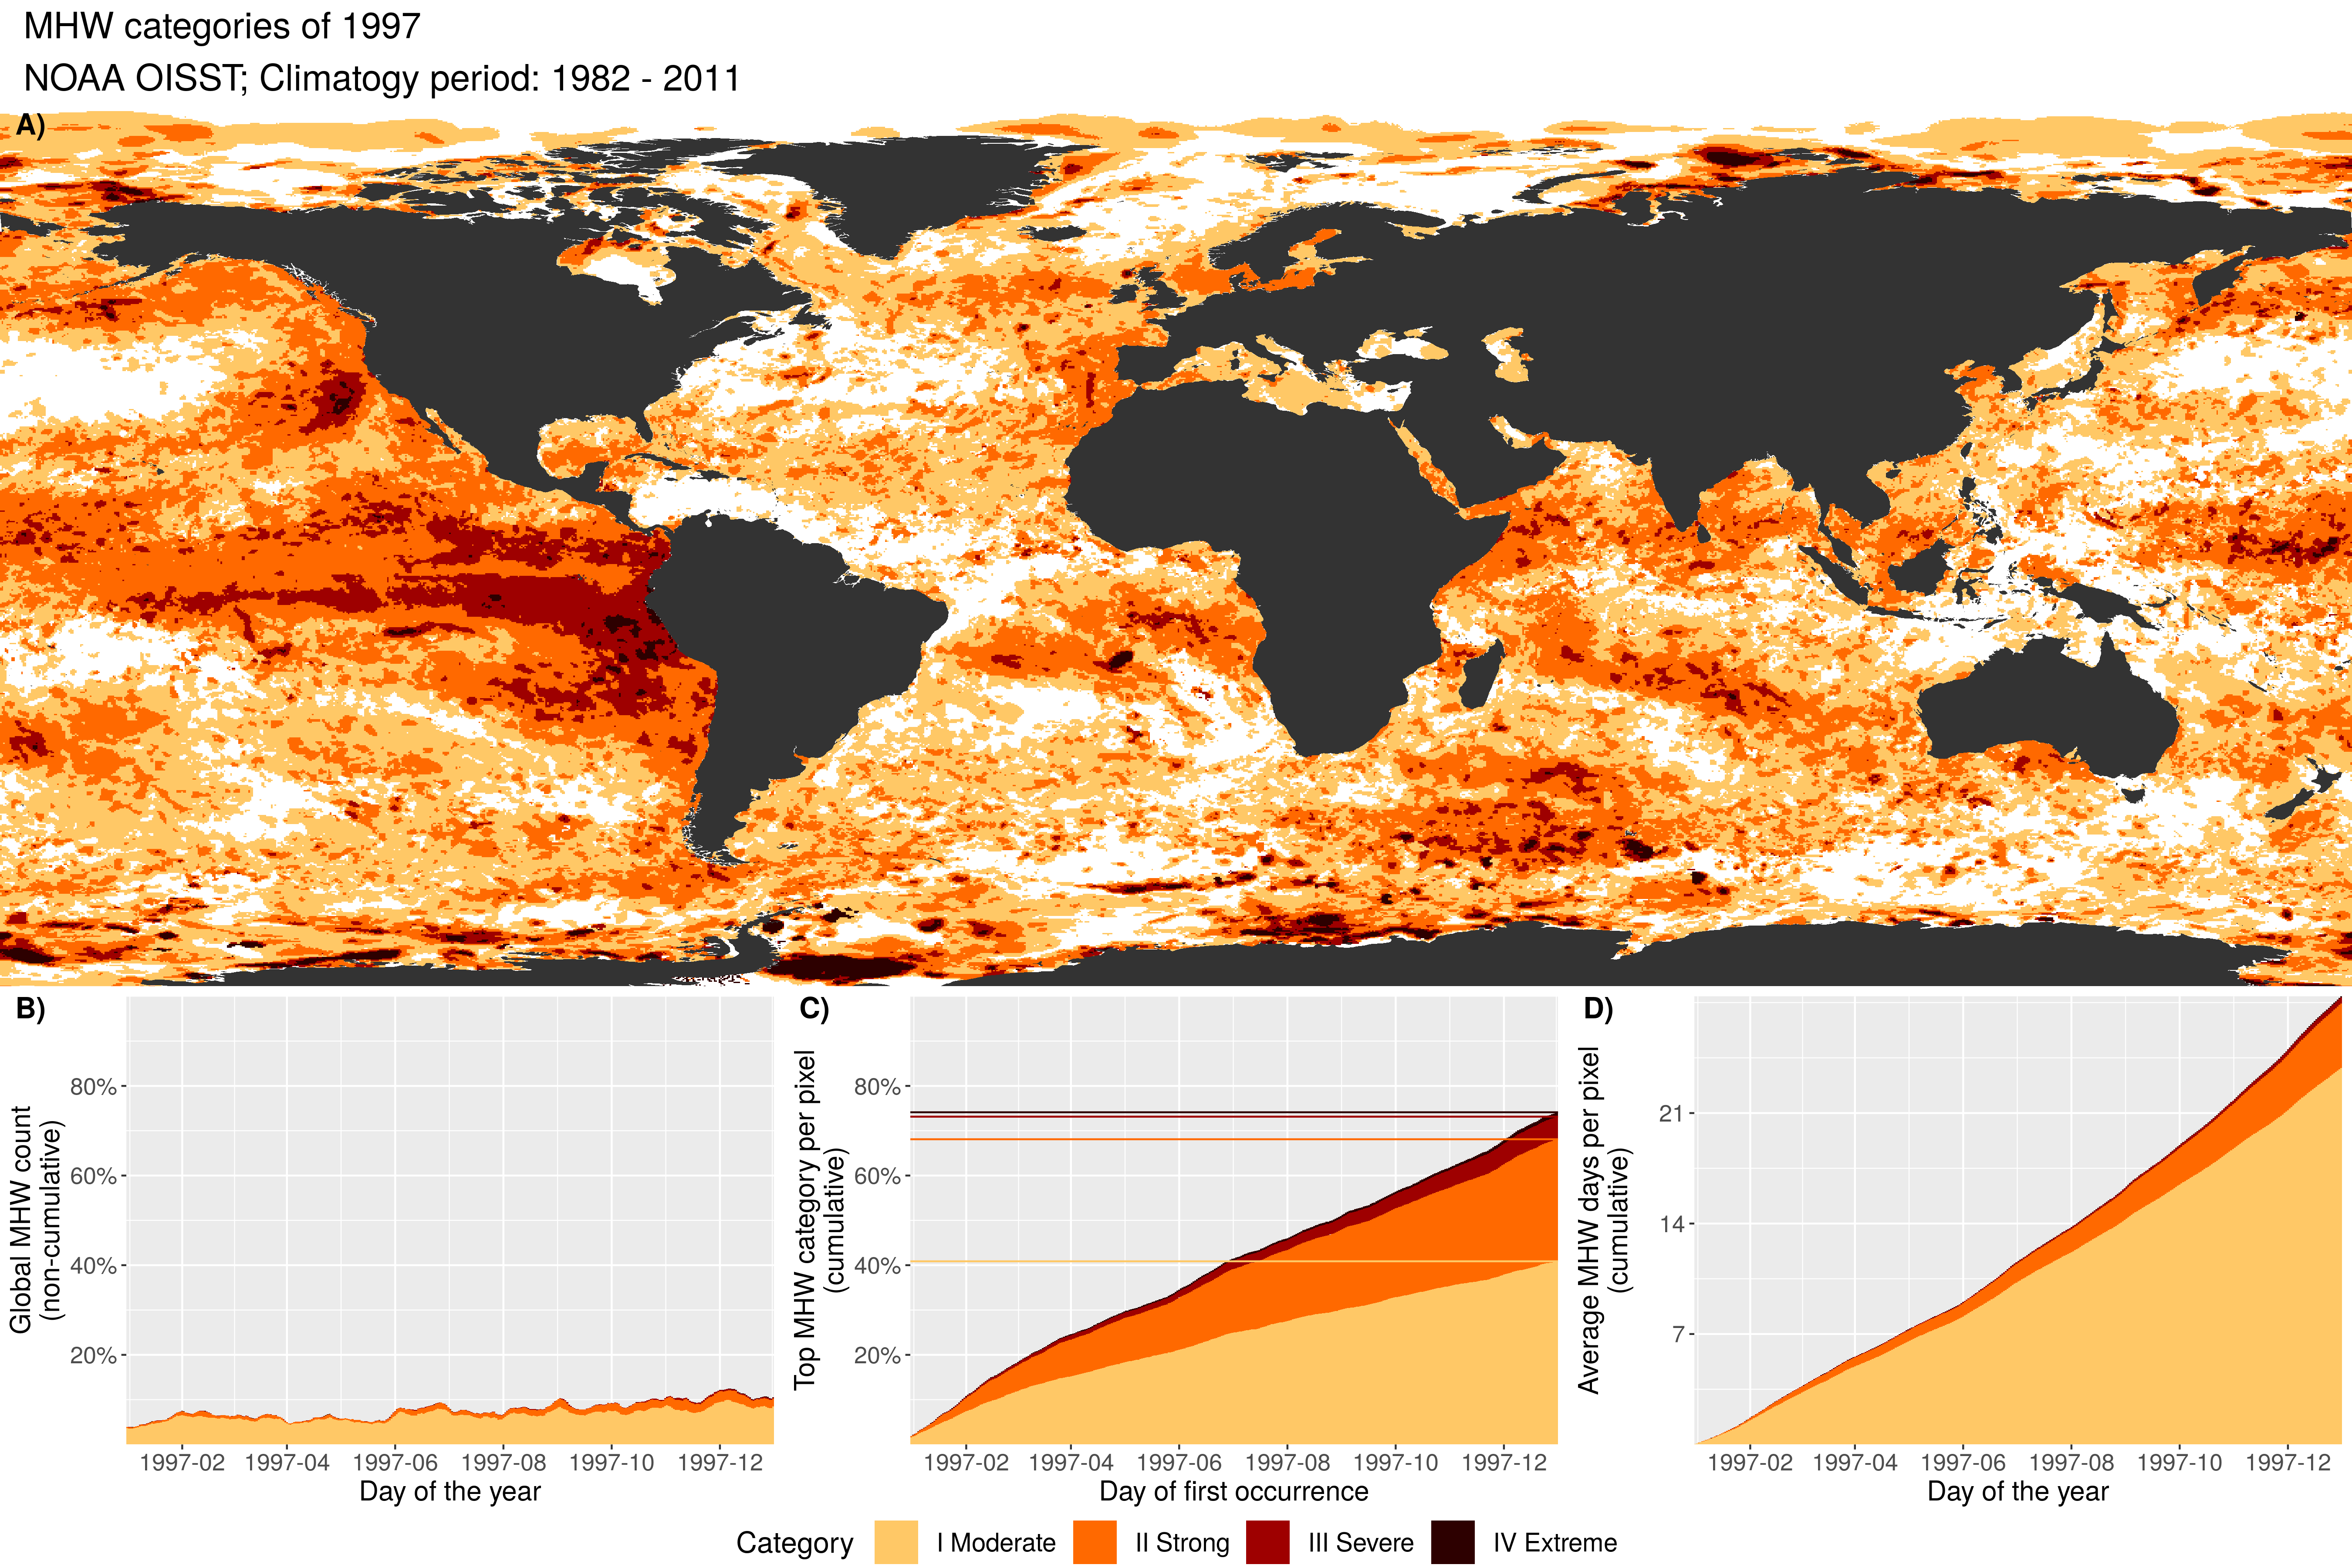 MHW categories of 1997
NOAA OISST; Climatogy period: 1982 - 2011
A)
B)
Global MHW count
(non-cumulative)
80%
60%
40%
20%
1997-02 1997-04 1997-06 1997-08 1997-10 1997-12
Day of the year
C)
Top MHW category per pixel
(cumulative)
80%
60%
40%
20%
1997-02 1997-04 1997-06 1997-08 1997-10 1997-12
Day of first occurrence
D)
Average MHW days per pixel
(cumulative)
21
14
7
1997-02 1997-04 1997-06 1997-08 1997-10 1997-12
Day of the year
Category I Moderate II Strong III Severe IV Extreme